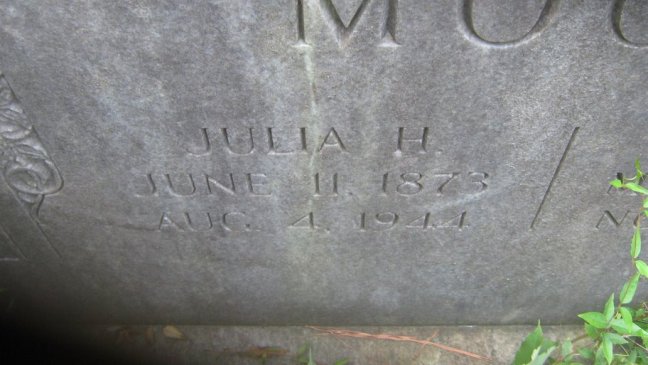 JULIA H.
JUNE 11, 1873
AUG. 4, 1944